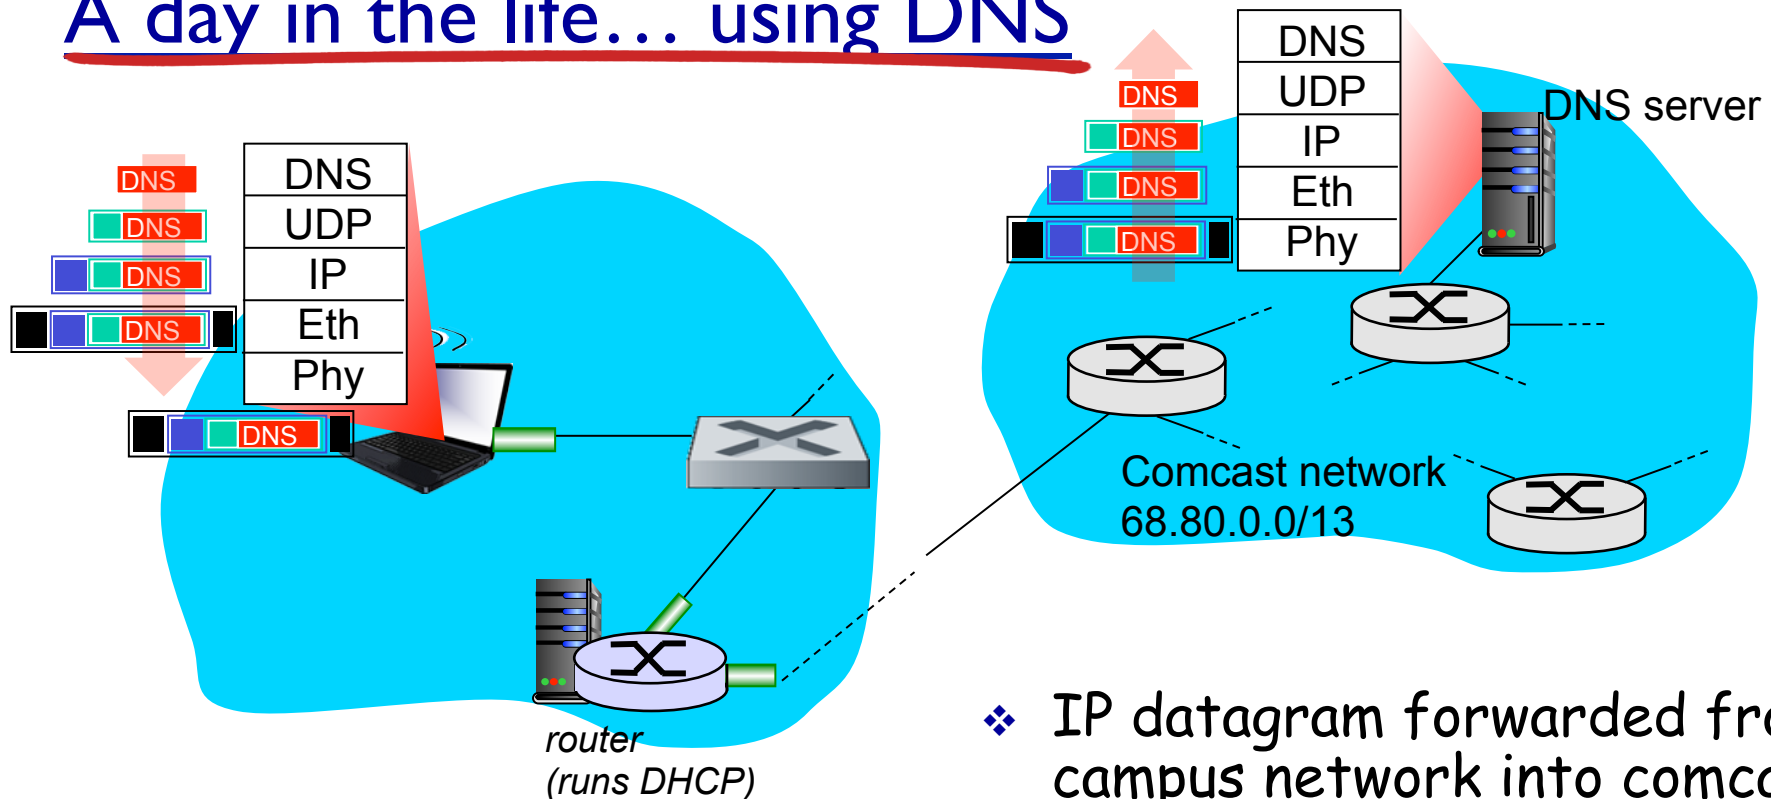 A day in the life… using DNS
DNS
DNS
DNS
DNS
DNS
DNS
UDP
IP
Eth
Phy
DNS
DNS
DNS
DNS
DNS
UDP
IP
Eth
Phy
DNS server
Comcast network
68.80.0.0/13
router
(runs DHCP)
IP datagram forwarded
campus network into